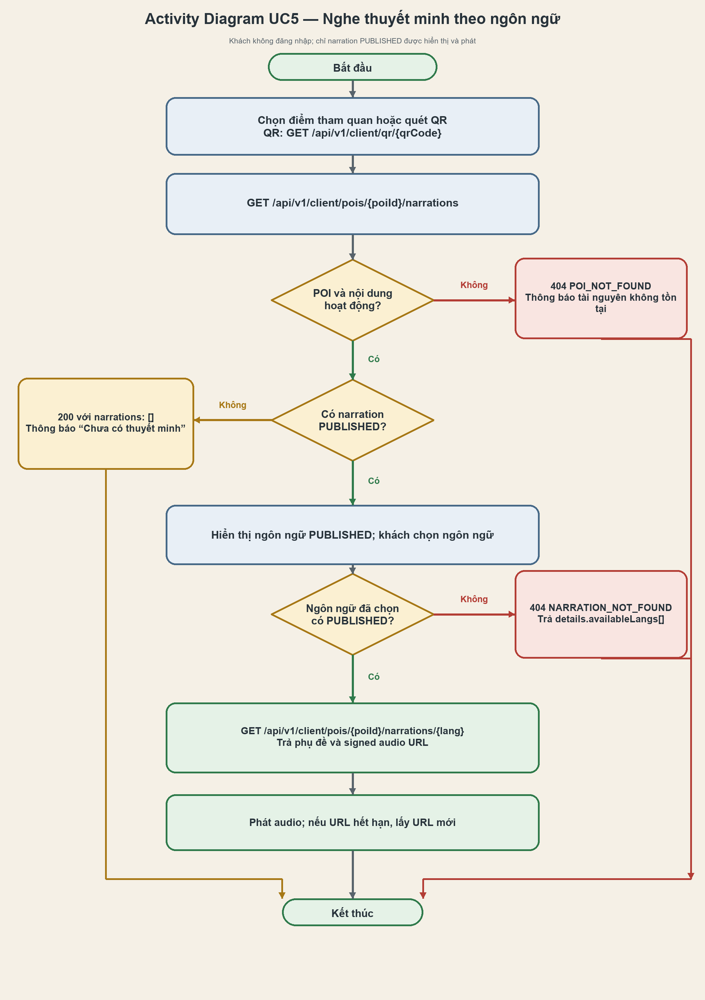 Activity Diagram UC5 — Nghe thuyết minh theo ngôn ngữ
Khách không đăng nhập; chỉ narration PUBLISHED được hiển thị và phát
Bắt đầu
Chọn điểm tham quan hoặc quét QR
QR: GET /api/v1/client/qr/{qrCode}
GET /api/v1/client/pois/{poiId}/narrations
POI và nội dung
hoạt động?
Không
404 POI_NOT_FOUND
Thông báo tài nguyên không tồn
tại
Có
Có narration
PUBLISHED?
Không
200 với narrations: []
Thông báo “Chưa có thuyết minh”
Có
Hiển thị ngôn ngữ PUBLISHED; khách chọn ngôn ngữ
Ngôn ngữ đã chọn
có PUBLISHED?
Không
404 NARRATION_NOT_FOUND
Trả details.availableLangs[]
Có
GET /api/v1/client/pois/{poiId}/narrations/{lang}
Trả phụ đề và signed audio URL
Phát audio; nếu URL hết hạn, lấy URL mới
Kết thúc